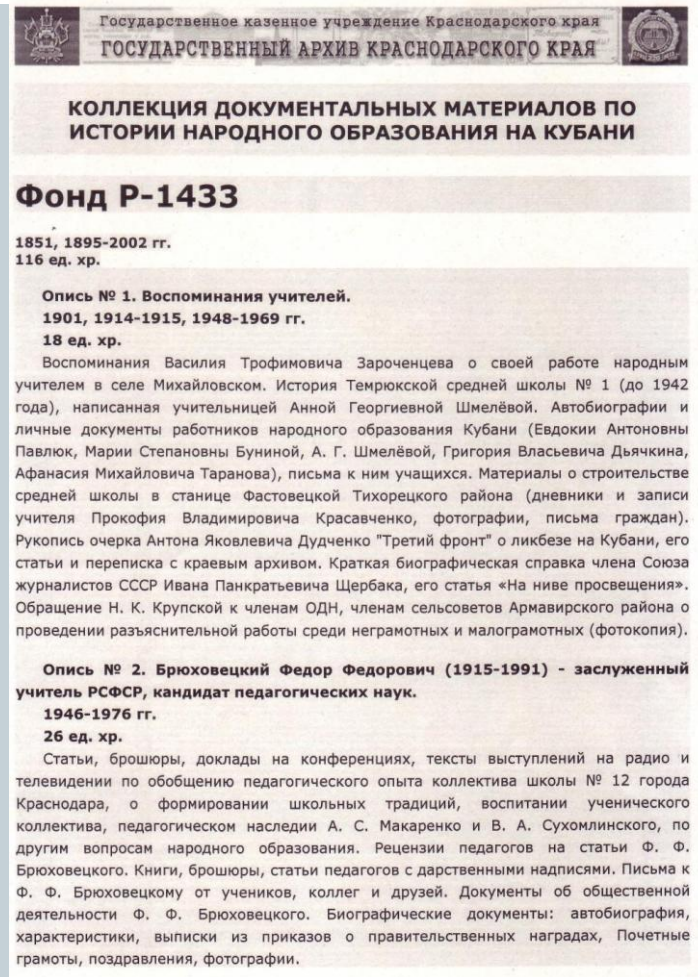 Государственное казенное учреждение Краснодарского края
ГОСУДАРСТВЕННЫЙ АРХИВ КРАСНОДАРСКОГО КРАЯ
КОЛЛЕКЦИЯ ДОКУМЕНТАЛЬНЫХ МАТЕРИАЛОВ ПО
ИСТОРИИ НАРОДНОГО ОБРАЗОВАНИЯ НА КУБАНИ
Фонд Р-1433
1851, 1895-2002 гг.
116 ед. хр.
Опись № 1. Воспоминания учителей.
1901, 1914-1915, 1948-1969 гг.
18 ед. хр.
Воспоминания Василия Трофимовича Зароченцева о своей работе народным
учителем в селе Михайловском. История Темрюкской средней школы № 1 (до 1942
года), написанная учительницей Анной Георгиевной Шмелёвой. Автобиографии и
личные документы работников народного образования Кубани (Евдокии Антоновны
Павлюк, Марии Степановны Буниной, А. Г. Шмелёвой, Григория Власьевича Дьячкина,
Афанасия Михайловича Таранова), письма к ним учащихся. Материалы о строительстве
средней школы в станице Фастовецкой Тихорецкого района (дневники и записи
учителя Прокофия Владимировича Красавченко, фотографии, письма граждан).
Рукопись очерка Антона Яковлевича Дудченко "Третий фронт" о ликбезе на Кубани, его
статьи и переписка с краевым архивом. Краткая биографическая справка члена Союза
журналистов СССР Ивана Панкратьевича Щербака, его статья «На ниве просвещения».
Обращение Н. К. Крупской к членам ОДН, членам сельсоветов Армавирского района о
проведении разъяснительной работы среди неграмотных и малограмотных (фотокопия).
Опись № 2. Брюховецкий Федор Федорович (1915-1991) - заслуженный
учитель РСФСР, кандидат педагогических наук.
1946-1976 гг.
26 ед. хр.
Статьи, брошюры, доклады на конференциях, тексты выступлений на радио и
телевидении по обобщению педагогического опыта коллектива школы № 12 города
Краснодара, о формировании школьных традиций, воспитании ученического
коллектива, педагогическом наследии А. С. Макаренко и В. А. Сухомлинского, по
другим вопросам народного образования. Рецензии педагогов на статьи Ф. Ф.
Брюховецкого. Книги, брошюры, статьи педагогов с дарственными надписями. Письма к
Ф. Ф. Брюховецкому от учеников, коллег и друзей. Документы об общественной
деятельности Ф. Ф. Брюховецкого. Биографические документы: автобиография,
характеристики, выписки из приказов о правительственных наградах, Почетные
грамоты, поздравления, фотографии.